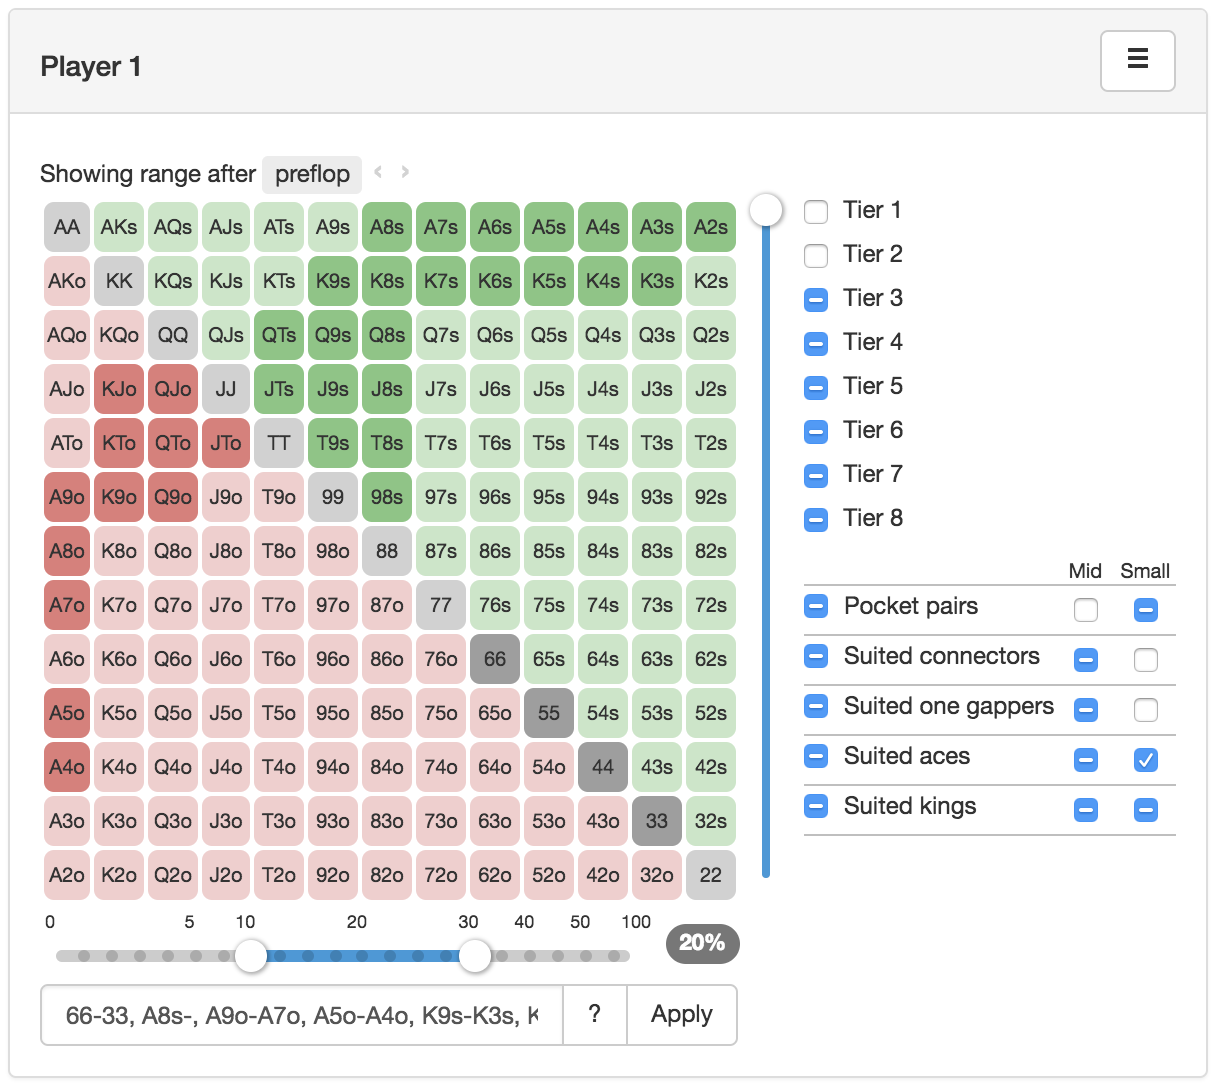 Player 1
Showing range after preflop ‹ ›
AA AKs AQs AJs ATs A9s A8s A7s A6s A5s A4s A3s A2s
AKo KK KQs KJs KTs K9s K8s K7s K6s K5s K4s K3s K2s
AQo KQo QQ QJs QTs Q9s Q8s Q7s Q6s Q5s Q4s Q3s Q2s
AJo KJo QJo JJ JTs J9s J8s J7s J6s J5s J4s J3s J2s
ATo KTo QTo JTo TT T9s T8s T7s T6s T5s T4s T3s T2s
A9o K9o Q9o J9o T9o 99 98s 97s 96s 95s 94s 93s 92s
A8o K8o Q8o J8o T8o 98o 88 87s 86s 85s 84s 83s 82s
A7o K7o Q7o J7o T7o 97o 87o 77 76s 75s 74s 73s 72s
A6o K6o Q6o J6o T6o 96o 86o 76o 66 65s 64s 63s 62s
A5o K5o Q5o J5o T5o 95o 85o 75o 65o 55 54s 53s 52s
A4o K4o Q4o J4o T4o 94o 84o 74o 64o 54o 44 43s 42s
A3o K3o Q3o J3o T3o 93o 83o 73o 63o 53o 43o 33 32s
A2o K2o Q2o J2o T2o 92o 82o 72o 62o 52o 42o 32o 22
0 5 10 20 30 40 50 100
20%
66-33, A8s-, A9o-A7o, A5o-A4o, K9s-K3s, K
? Apply
Tier 1
Tier 2
Tier 3
Tier 4
Tier 5
Tier 6
Tier 7
Tier 8
Mid Small
Pocket pairs
Suited connectors
Suited one gappers
Suited aces
Suited kings